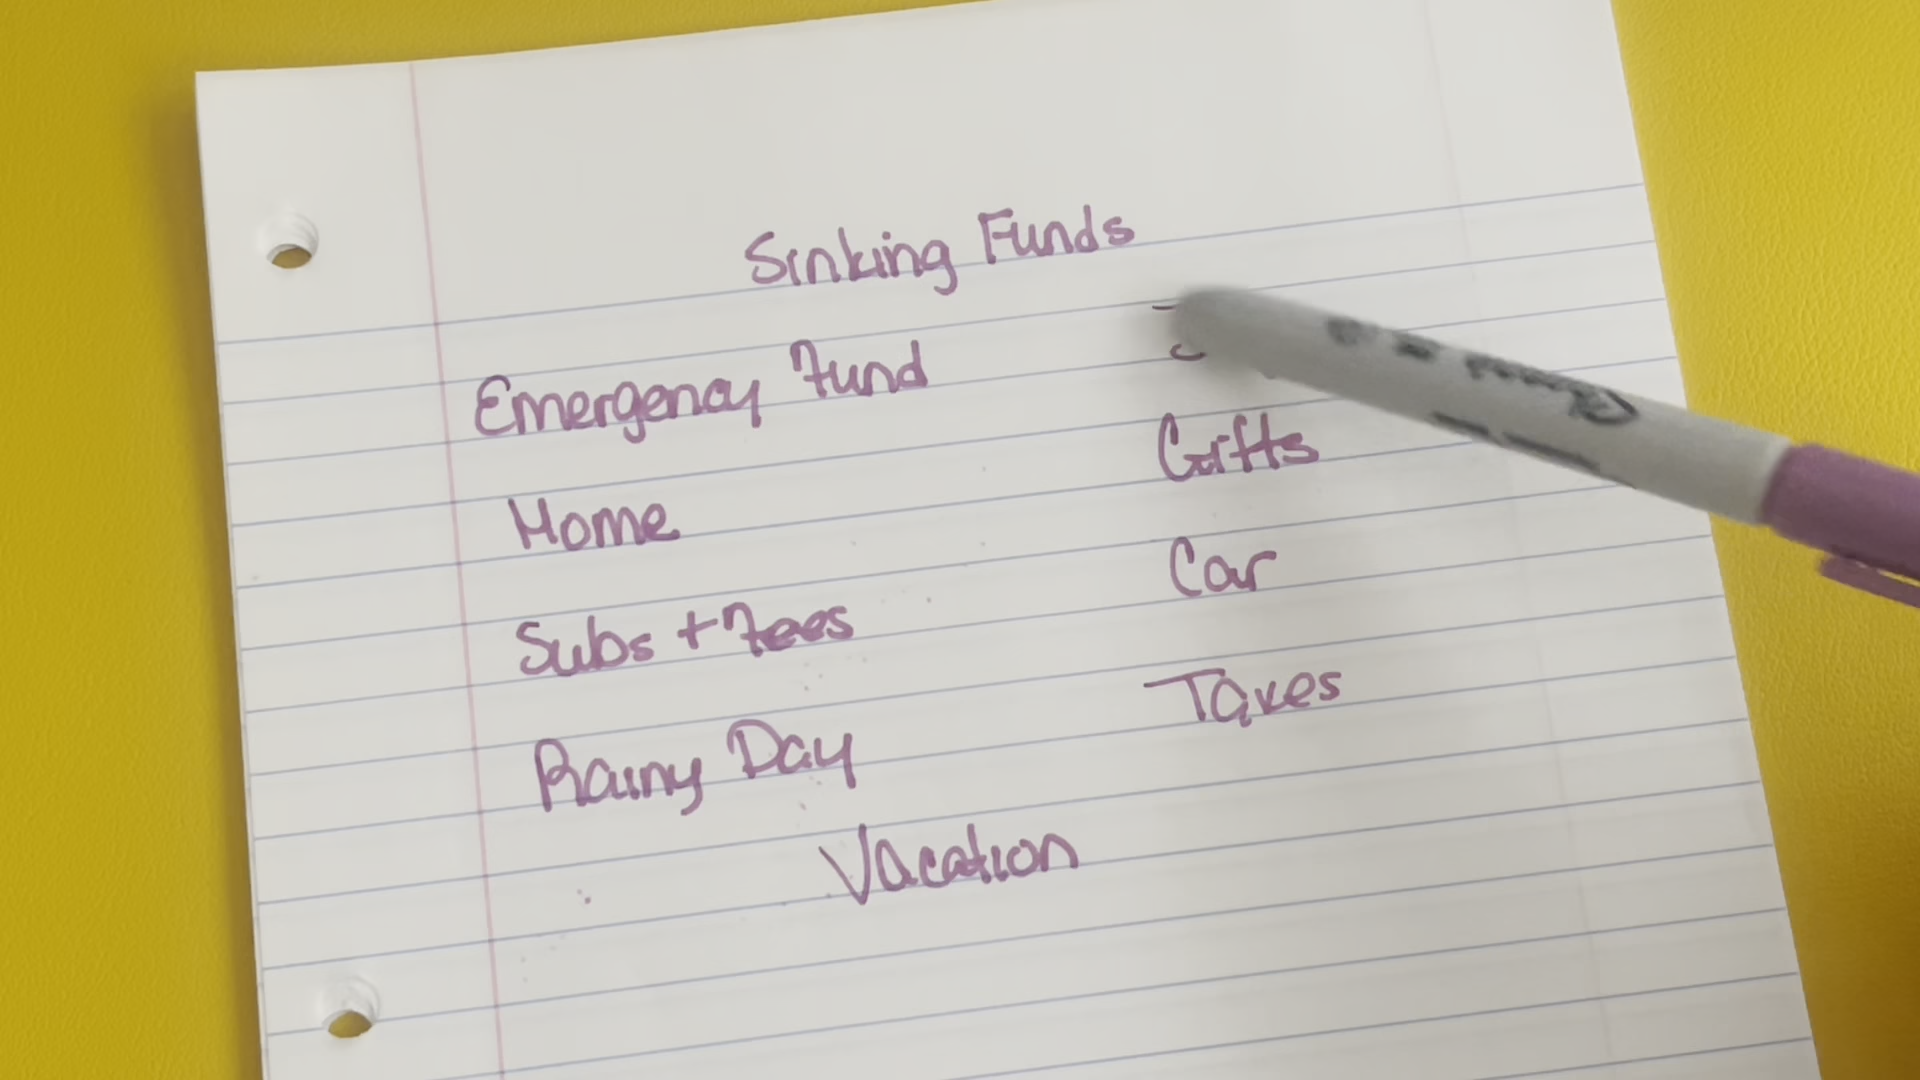 Sinking Funds
Emergency Fund
Home
Subs + Fees
Rainy Day
Gifts
Car
Taxes
Vacation